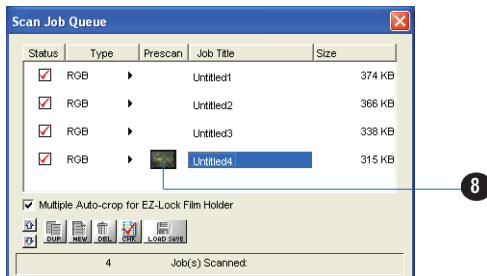 Scan Job Queue
Status Type Prescan Job Title Size
RGB Untitled1 374 KB
RGB Untitled2 366 KB
RGB Untitled3 338 KB
RGB Untitled4 315 KB
8
Multiple Auto-crop for EZ-Lock Film Holder
DUP NEW DEL CHK LOAD SAVE
4 Job(s) Scanned: